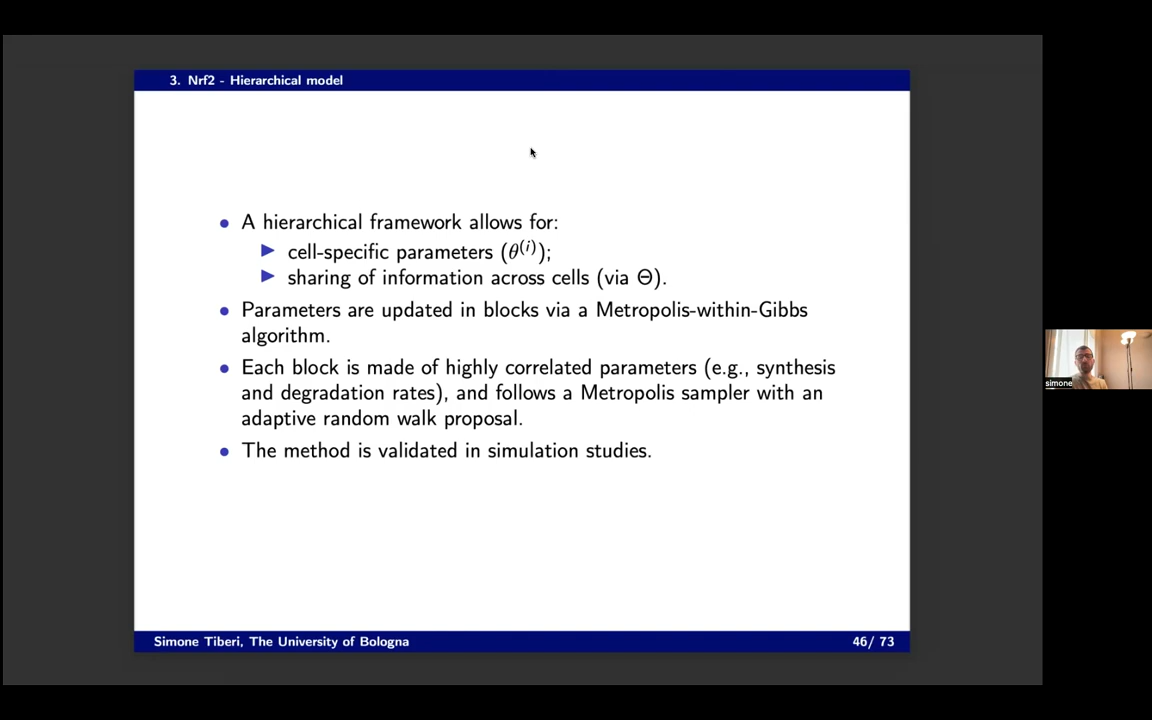 3. Nrf2 - Hierarchical model
• A hierarchical framework allows for:
▶ cell-specific parameters (θ^(i));
▶ sharing of information across cells (via Θ).
• Parameters are updated in blocks via a Metropolis-within-Gibbs
algorithm.
• Each block is made of highly correlated parameters (e.g., synthesis
and degradation rates), and follows a Metropolis sampler with an
adaptive random walk proposal.
• The method is validated in simulation studies.
simone
Simone Tiberi, The University of Bologna 46/ 73